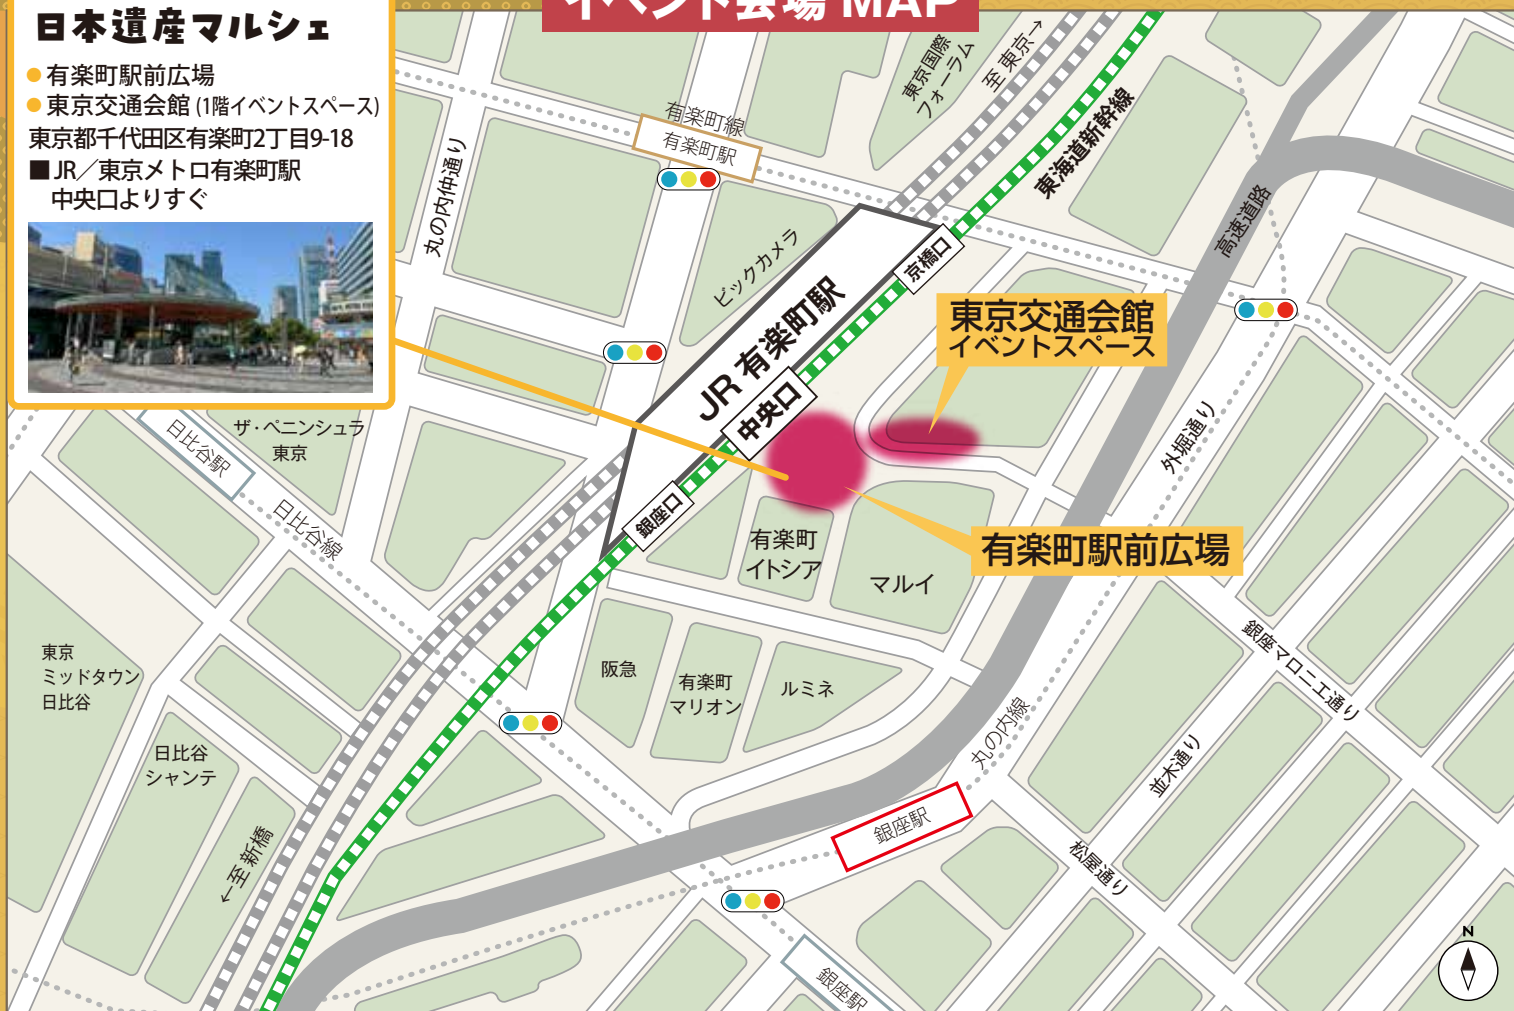 イベント会場 MAP
日本遺産マルシェ
●有楽町駅前広場
●東京交通会館(1階イベントスペース)
東京都千代田区有楽町2丁目9-18
■JR／東京メトロ有楽町駅
中央口よりすぐ
東京国際
フォーラム
至 東京→
東海道新幹線
有楽町線
有楽町駅
丸の内仲通り
ビックカメラ
JR 有楽町駅
京橋口
中央口
銀座口
高速道路
東京交通会館
イベントスペース
外堀通り
有楽町駅前広場
有楽町
イトシア
マルイ
ザ・ペニンシュラ
東京
日比谷駅
日比谷線
東京
ミッドタウン
日比谷
日比谷
シャンテ
←至 新橋
阪急
有楽町
マリオン
ルミネ
丸の内線
銀座駅
銀座マロニエ通り
並木通り
松屋通り
銀座駅
N